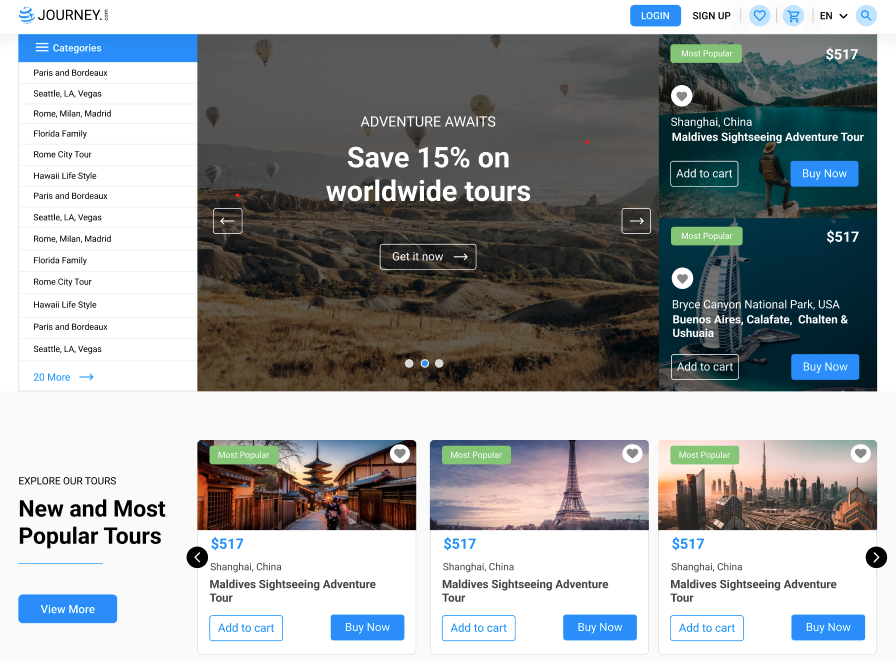 JOURNEY.
LOGIN
SIGN UP
EN
Categories
Paris and Bordeaux
Seattle, LA, Vegas
Rome, Milan, Madrid
Florida Family
Rome City Tour
Hawaii Life Style
Paris and Bordeaux
Seattle, LA, Vegas
Rome, Milan, Madrid
Florida Family
Rome City Tour
Hawaii Life Style
Paris and Bordeaux
Seattle, LA, Vegas
20 More
ADVENTURE AWAITS
Save 15% on
worldwide tours
Get it now
Most Popular
$517
Shanghai, China
Maldives Sightseeing Adventure Tour
Add to cart
Buy Now
Most Popular
$517
Bryce Canyon National Park, USA
Buenos Aires, Calafate, Chalten &
Ushuaia
Add to cart
Buy Now
EXPLORE OUR TOURS
New and Most
Popular Tours
View More
Most Popular
$517
Shanghai, China
Maldives Sightseeing Adventure
Tour
Add to cart
Buy Now
Most Popular
$517
Shanghai, China
Maldives Sightseeing Adventure
Tour
Add to cart
Buy Now
Most Popular
$517
Shanghai, China
Maldives Sightseeing Adventure
Tour
Add to cart
Buy Now